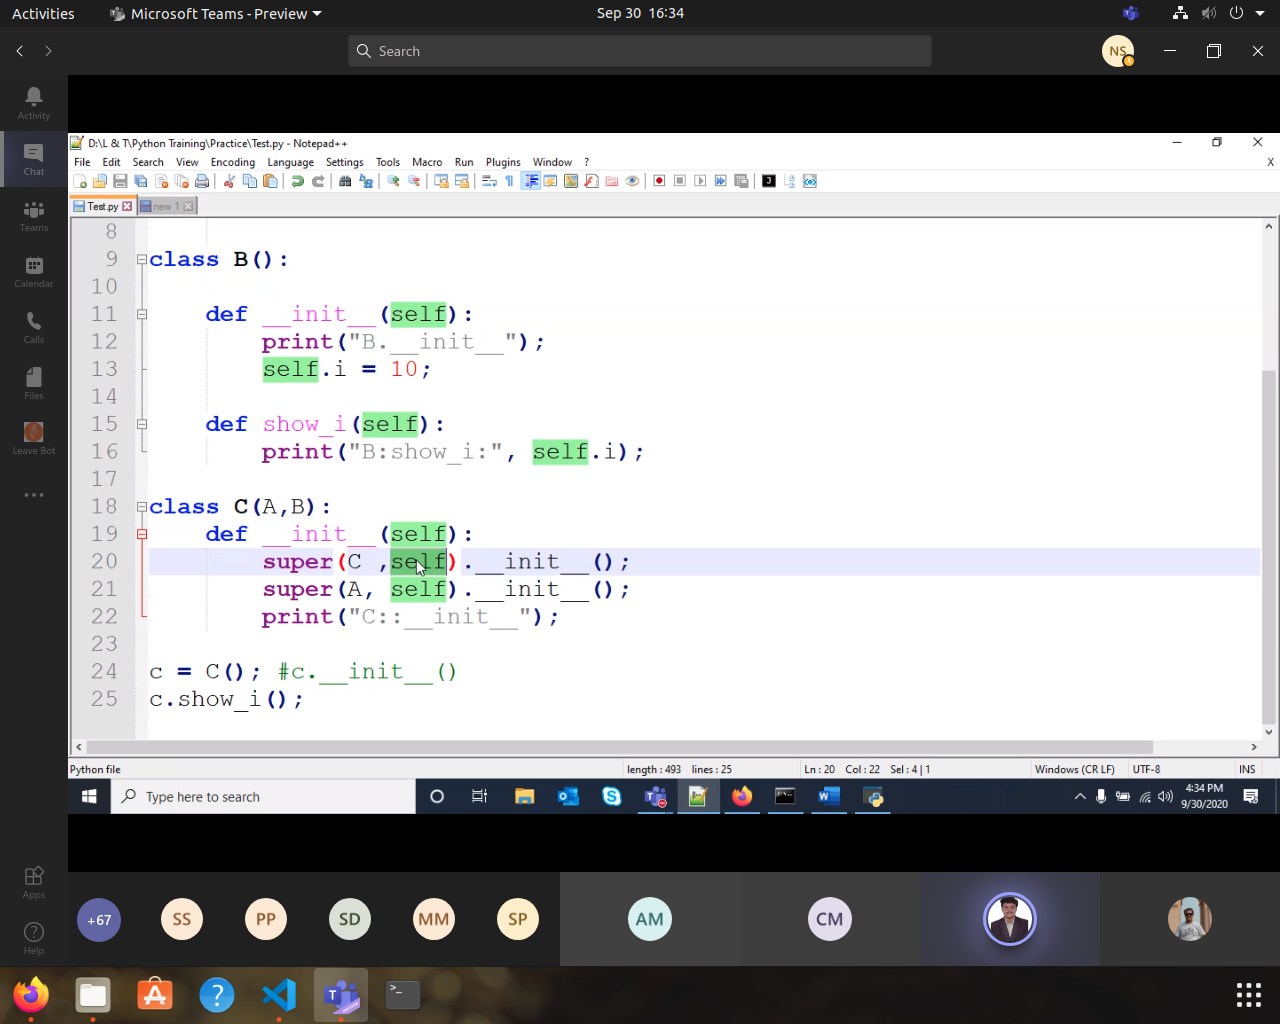 Activities Microsoft Teams - Preview Sep 30 16:34
Search NS
Activity
Chat
Teams
Calendar
Calls
Files
Leave Bot
Apps
Help
D:\L & T\Python Training\Practice\Test.py - Notepad++
File Edit Search View Encoding Language Settings Tools Macro Run Plugins Window ? X
Test.py new 1
8
9 class B():
10
11 def __init__(self):
12 print("B.__init__");
13 self.i = 10;
14
15 def show_i(self):
16 print("B:show_i:", self.i);
17
18 class C(A,B):
19 def __init__(self):
20 super(C ,self).__init__();
21 super(A, self).__init__();
22 print("C::__init__");
23
24 c = C(); #c.__init__()
25 c.show_i();
Python file length : 493 lines : 25 Ln : 20 Col : 22 Sel : 4 | 1 Windows (CR LF) UTF-8 INS
Type here to search 4:34 PM
9/30/2020
+67 SS PP SD MM SP AM CM